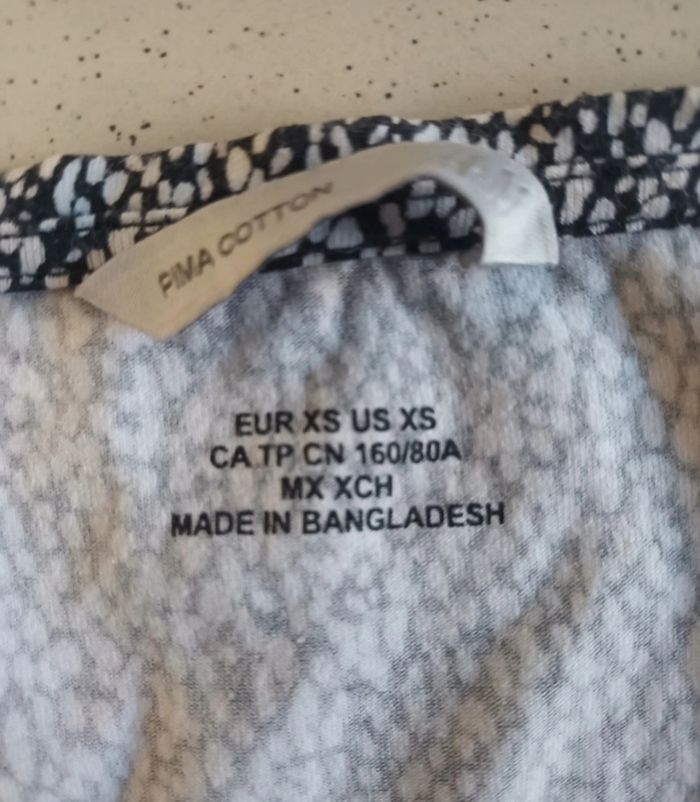 PIMA COTTON
EUR XS US XS
CA TP CN 160/80A
MX XCH
MADE IN BANGLADESH